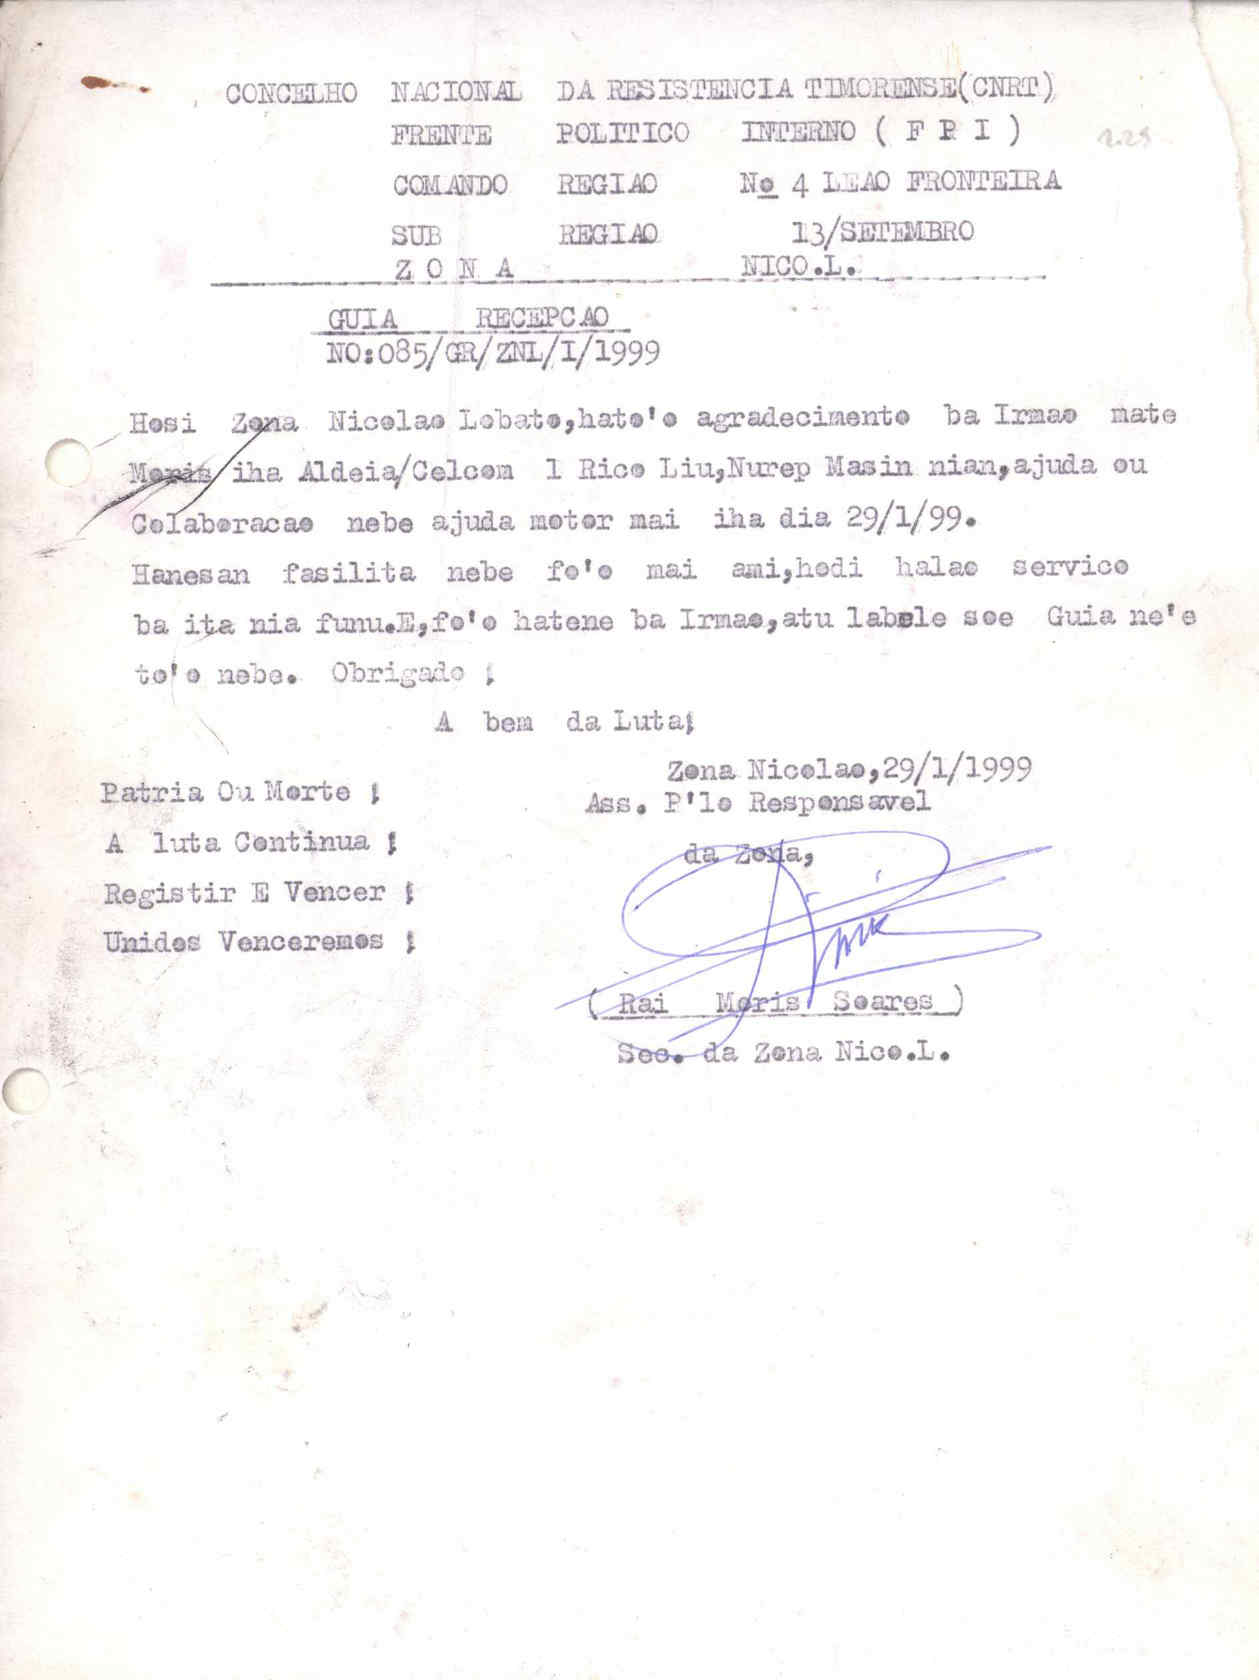 CONCELHO NACIONAL DA RESISTENCIA TIMORENSE(CNRT)
FRENTE POLITICO INTERNO ( F P I )
COMANDO REGIAO No 4 LEAO FRONTEIRA
SUB REGIAO 13/SETEMBRO
Z O N A NICO.L.
GUIA RECEPCAO
NO:085/GR/ZNL/I/1999
Hosi Zona Nicolao Lobato,hato'o agradecimento ba Irmao mate
Moris iha Aldeia/Celcom 1 Rico Liu,Nurep Masin nian,ajuda ou
Colaboracao nebe ajuda motor mai iha dia 29/1/99.
Hanesan fasilita nebe fo'o mai ami,hodi halao servico
ba ita nia funu.E,fo'o hatene ba Irmao,atu labele soe Guia ne'e
to'o nebe. Obrigado !
A bem da Luta!
Zona Nicolao,29/1/1999
Patria Ou Morte !
Ass. P'lo Responsavel
A luta Continua !
da Zona,
Registir E Vencer !
Unidos Venceremos !
( Rai Moris Soares )
Sec. da Zona Nico.L.